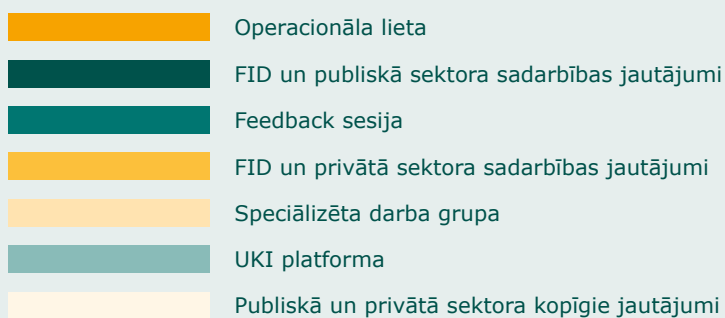 Operacionāla lieta
FID un publiskā sektora sadarbības jautājumi
Feedback sesija
FID un privātā sektora sadarbības jautājumi
Speciālizēta darba grupa
UKI platforma
Publiskā un privātā sektora kopīgie jautājumi